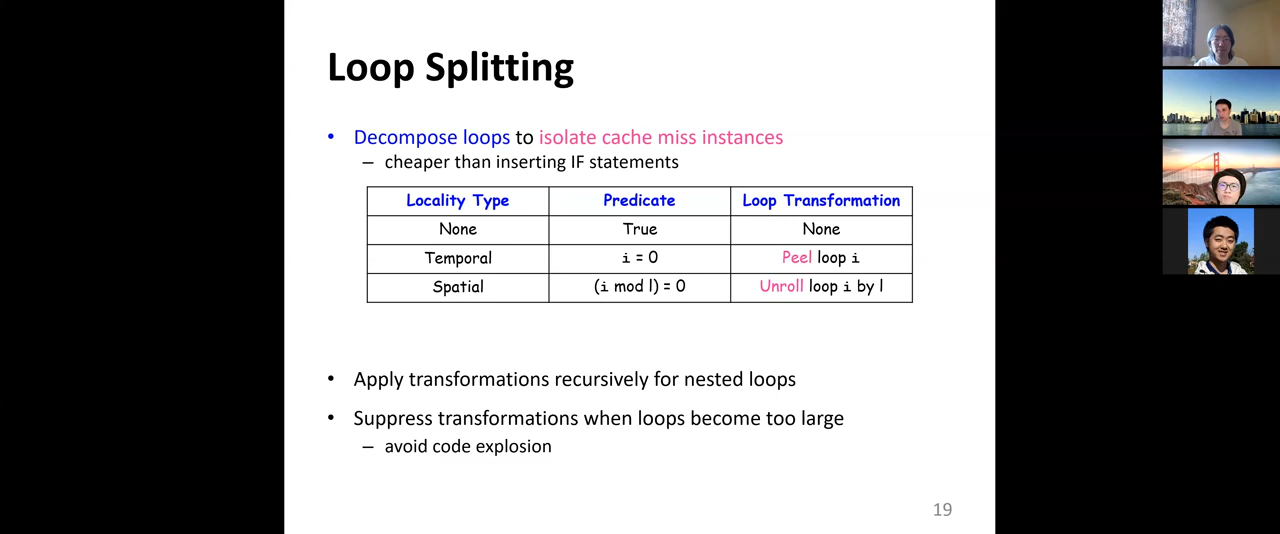 Loop Splitting
• Decompose loops to isolate cache miss instances
– cheaper than inserting IF statements
Locality Type Predicate Loop Transformation
None True None
Temporal i = 0 Peel loop i
Spatial (i mod l) = 0 Unroll loop i by l
• Apply transformations recursively for nested loops
• Suppress transformations when loops become too large
– avoid code explosion
19